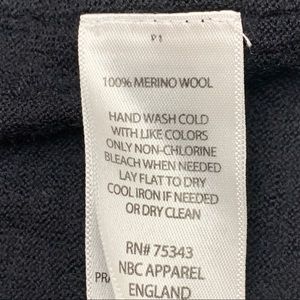 P1
100% MERINO WOOL
HAND WASH COLD
WITH LIKE COLORS
ONLY NON-CHLORINE
BLEACH WHEN NEEDED
LAY FLAT TO DRY
COOL IRON IF NEEDED
OR DRY CLEAN
RN# 75343
NBC APPAREL
ENGLAND